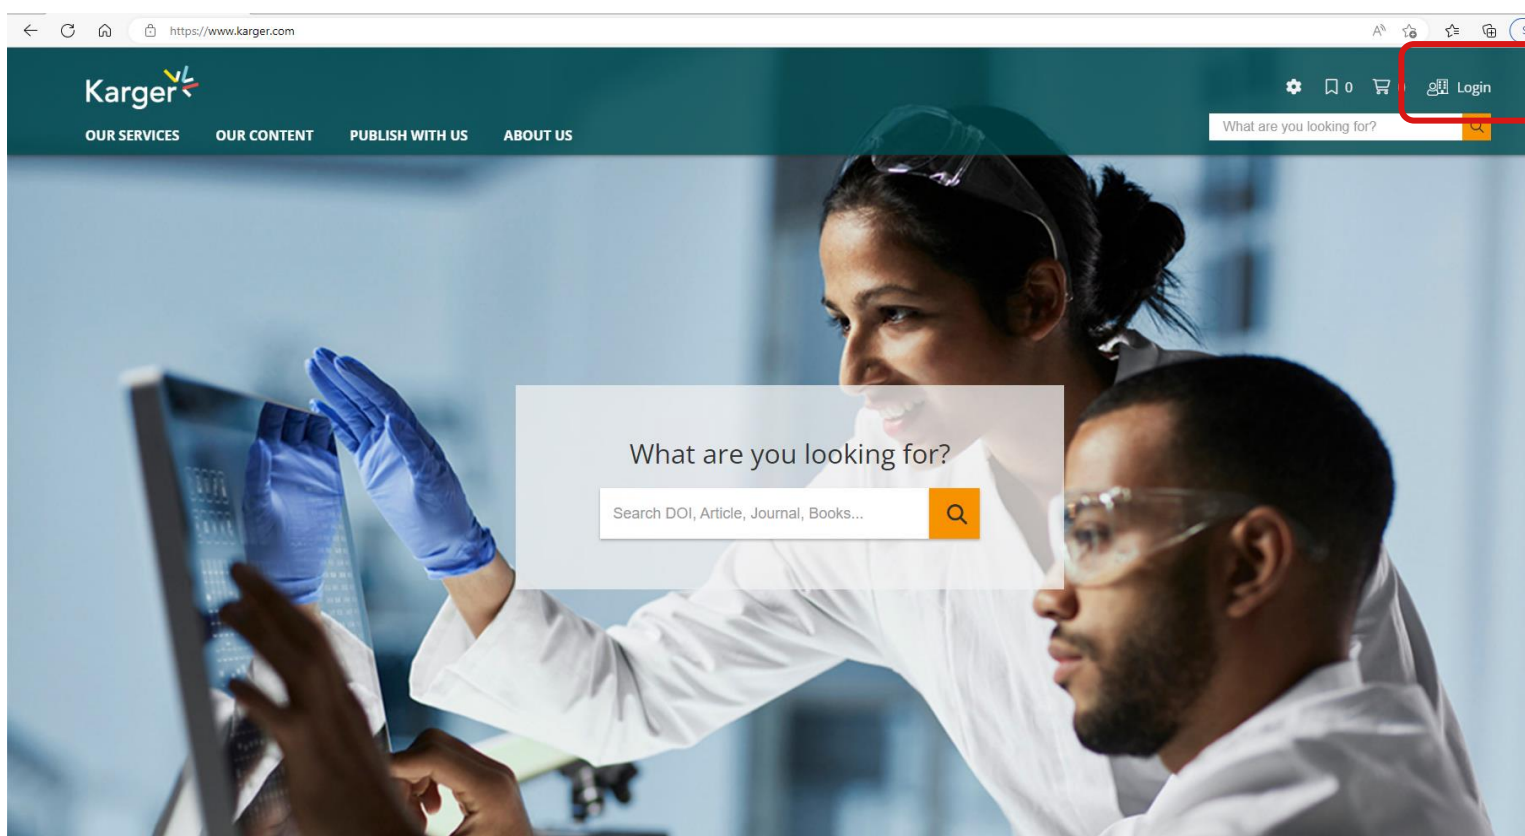 https://www.karger.com
Karger
0
Login
OUR SERVICES OUR CONTENT PUBLISH WITH US ABOUT US
What are you looking for?
What are you looking for?
Search DOI, Article, Journal, Books...